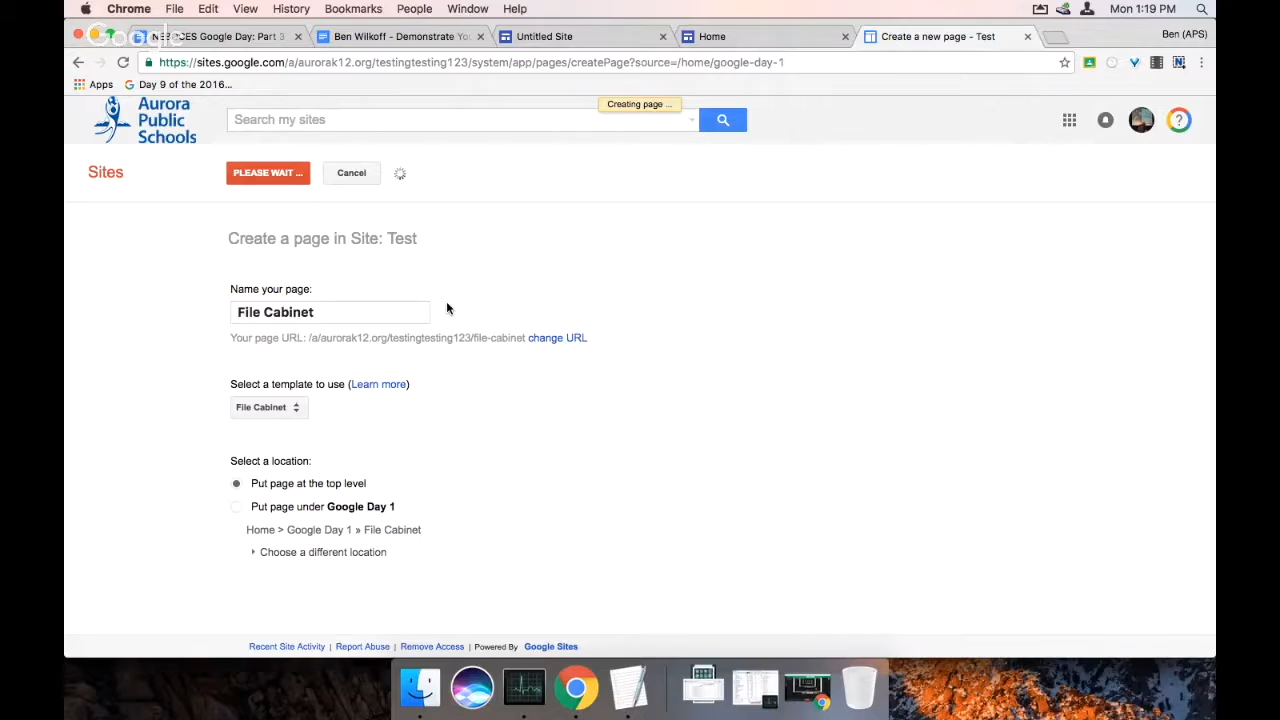 Chrome File Edit View History Bookmarks People Window Help Mon 1:19 PM
Google
CES Google Day: Part 3 Ben Wilkoff - Demonstrate Yo Untitled Site Home Create a new page - Test Ben (APS)
https://sites.google.com/a/aurorak12.org/testingtesting123/system/app/pages/createPage?source=/home/google-day-1
Apps G Day 9 of the 2016...
Creating page ...
Aurora
Public
Schools
Search my sites
?
Sites PLEASE WAIT ... Cancel
Create a page in Site: Test
Name your page:
File Cabinet
Your page URL: /a/aurorak12.org/testingtesting123/file-cabinet change URL
Select a template to use (Learn more)
File Cabinet
Select a location:
Put page at the top level
Put page under Google Day 1
Home > Google Day 1 » File Cabinet
Choose a different location
Recent Site Activity | Report Abuse | Remove Access | Powered By Google Sites